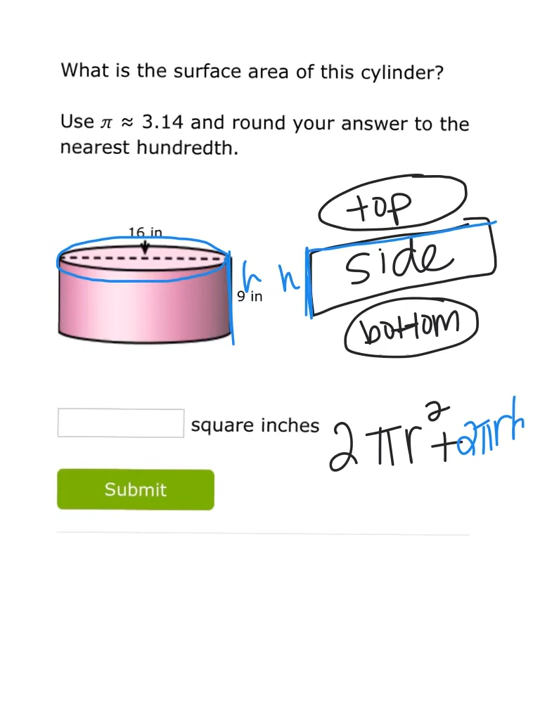 What is the surface area of this cylinder?
Use π ≈ 3.14 and round your answer to the
nearest hundredth.
top
16 in
side
h
h
9 in
bottom
square inches
2πr²+2πrh
Submit